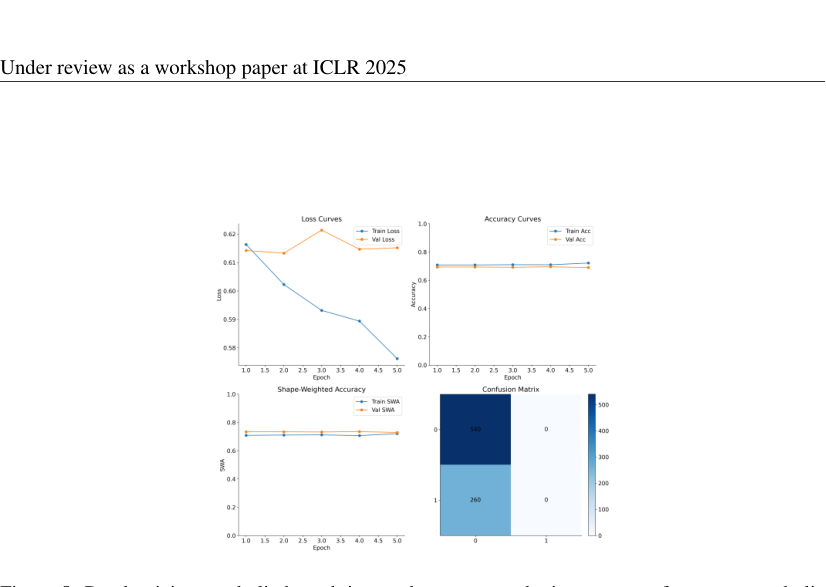 Under review as a workshop paper at ICLR 2025
Loss Curves
Train Loss
Val Loss
0.62
0.61
0.60
0.59
0.58
Loss
1.0 1.5 2.0 2.5 3.0 3.5 4.0 4.5 5.0
Epoch
Accuracy Curves
Train Acc
Val Acc
1.0
0.8
0.6
0.4
0.2
0.0
Accuracy
1.0 1.5 2.0 2.5 3.0 3.5 4.0 4.5 5.0
Epoch
Shape-Weighted Accuracy
Train SWA
Val SWA
1.0
0.8
0.6
0.4
0.2
0.0
SWA
1.0 1.5 2.0 2.5 3.0 3.5 4.0 4.5 5.0
Epoch
Confusion Matrix
0
540 0
1
260 0
0 1
500
400
300
200
100
0